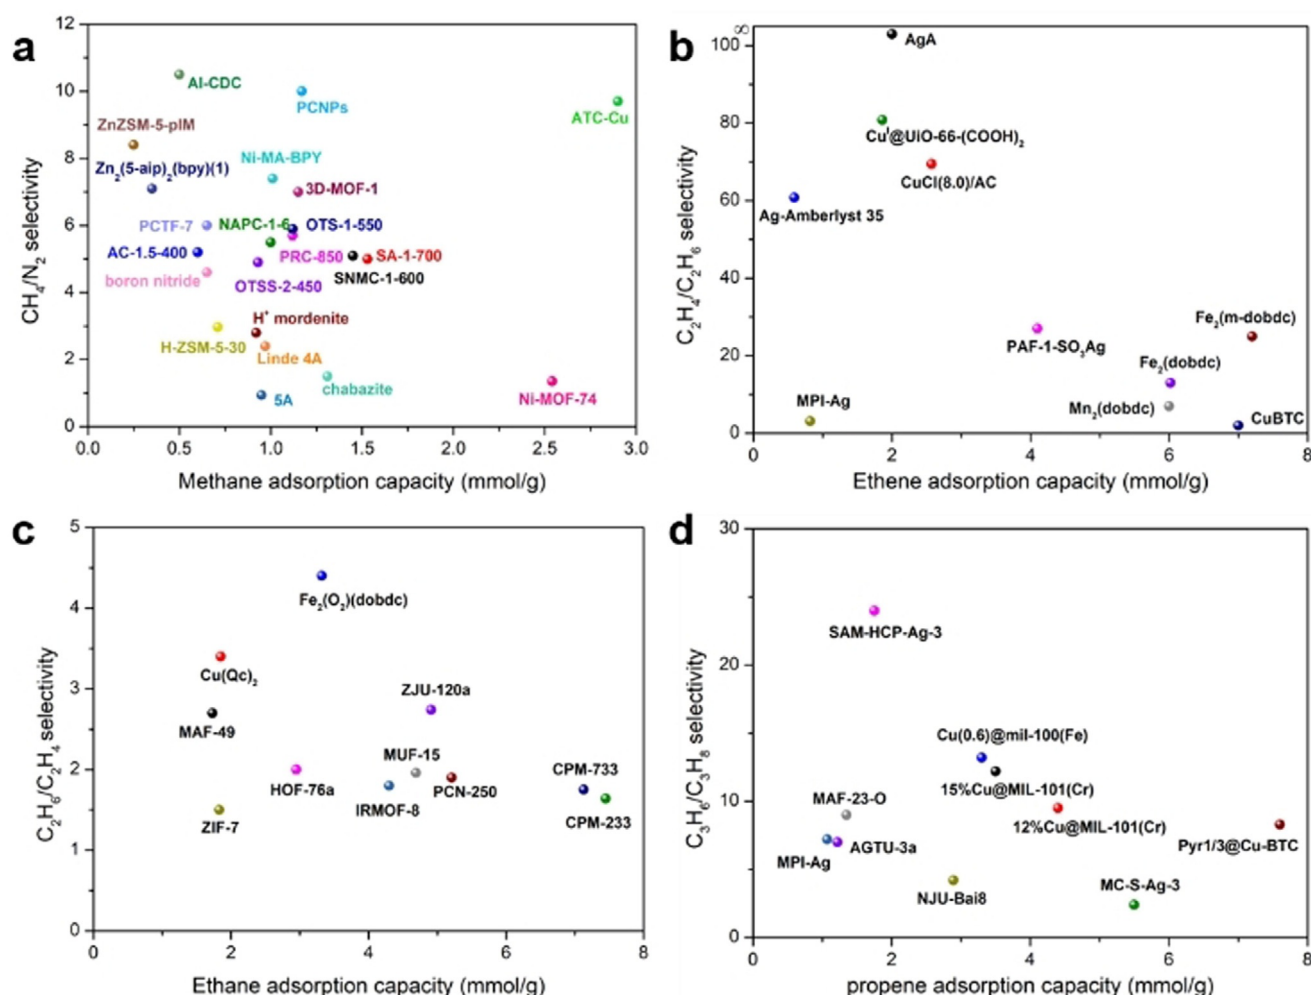 a
12
10
8
6
4
2
0
CH₄/N₂ selectivity
Al-CDC
PCNPs
ATC-Cu
ZnZSM-5-pIM
Ni-MA-BPY
Zn₂(5-aip)₂(bpy)(1)
3D-MOF-1
PCTF-7
NAPC-1-6
OTS-1-550
AC-1.5-400
PRC-850
SA-1-700
boron nitride
SNMC-1-600
OTSS-2-450
H⁺ mordenite
H-ZSM-5-30
Linde 4A
chabazite
5A
Ni-MOF-74
0.0 0.5 1.0 1.5 2.0 2.5 3.0
Methane adsorption capacity (mmol/g)
b
∞
100
80
60
40
20
0
C₂H₄/C₂H₆ selectivity
AgA
Cuᴵ@UiO-66-(COOH)₂
CuCl(8.0)/AC
Ag-Amberlyst 35
Fe₂(m-dobdc)
PAF-1-SO₃Ag
Fe₂(dobdc)
MPI-Ag
Mn₂(dobdc)
CuBTC
0 2 4 6 8
Ethene adsorption capacity (mmol/g)
c
5
4
3
2
1
0
C₂H₆/C₂H₄ selectivity
Fe₂(O₂)(dobdc)
Cu(Qc)₂
ZJU-120a
MAF-49
MUF-15
CPM-733
HOF-76a
IRMOF-8
PCN-250
ZIF-7
CPM-233
0 2 4 6 8
Ethane adsorption capacity (mmol/g)
d
30
20
10
0
C₃H₆/C₃H₈ selectivity
SAM-HCP-Ag-3
Cu(0.6)@mil-100(Fe)
15%Cu@MIL-101(Cr)
MAF-23-O
12%Cu@MIL-101(Cr)
AGTU-3a
Pyr1/3@Cu-BTC
MPI-Ag
MC-S-Ag-3
NJU-Bai8
0 2 4 6 8
propene adsorption capacity (mmol/g)